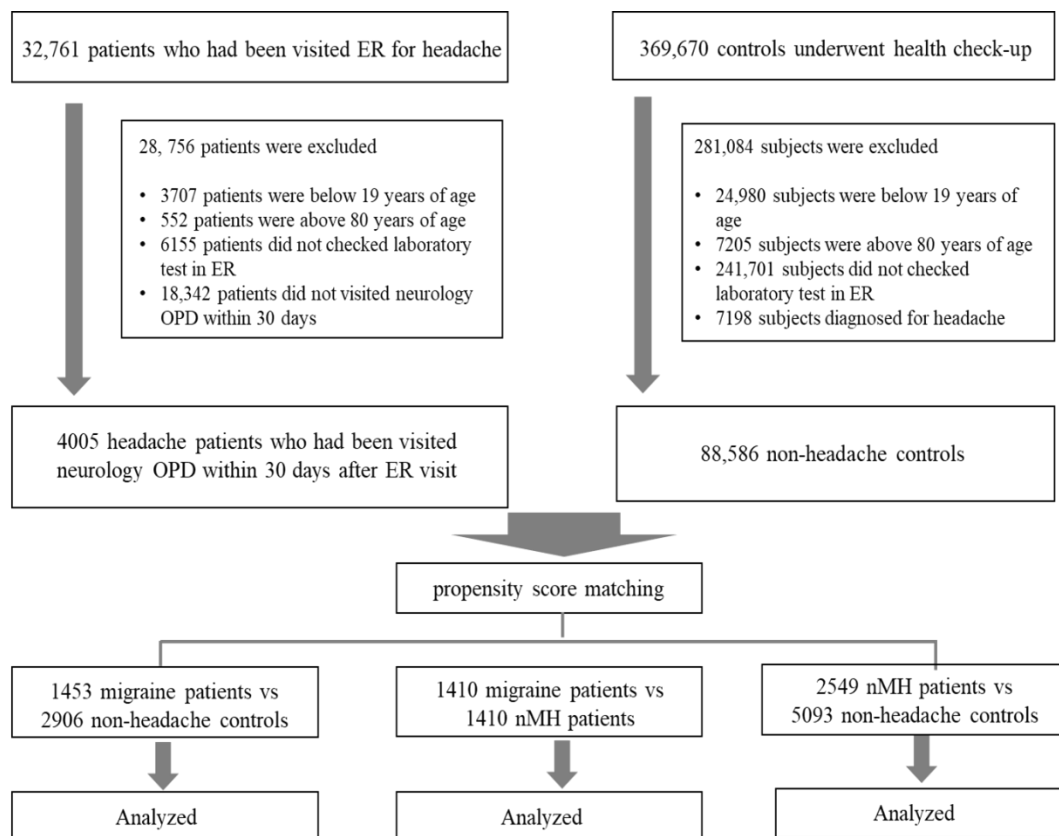 32,761 patients who had been visited ER for headache
369,670 controls underwent health check-up
28, 756 patients were excluded
• 3707 patients were below 19 years of age
• 552 patients were above 80 years of age
• 6155 patients did not checked laboratory
test in ER
• 18,342 patients did not visited neurology
OPD within 30 days
281,084 subjects were excluded
• 24,980 subjects were below 19 years of
age
• 7205 subjects were above 80 years of age
• 241,701 subjects did not checked
laboratory test in ER
• 7198 subjects diagnosed for headache
4005 headache patients who had been visited
neurology OPD within 30 days after ER visit
88,586 non-headache controls
propensity score matching
1453 migraine patients vs
2906 non-headache controls
1410 migraine patients vs
1410 nMH patients
2549 nMH patients vs
5093 non-headache controls
Analyzed
Analyzed
Analyzed